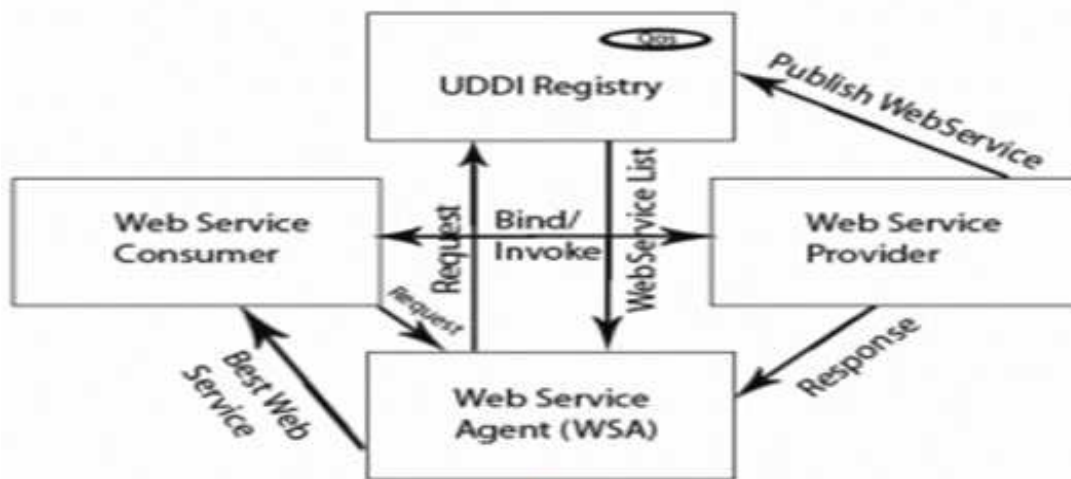 Qos
UDDI Registry
Publish WebService
Web Service
Consumer
Request
Bind/
Invoke
WebService List
Web Service
Provider
Request
Best Web
Service
Web Service
Agent (WSA)
Response